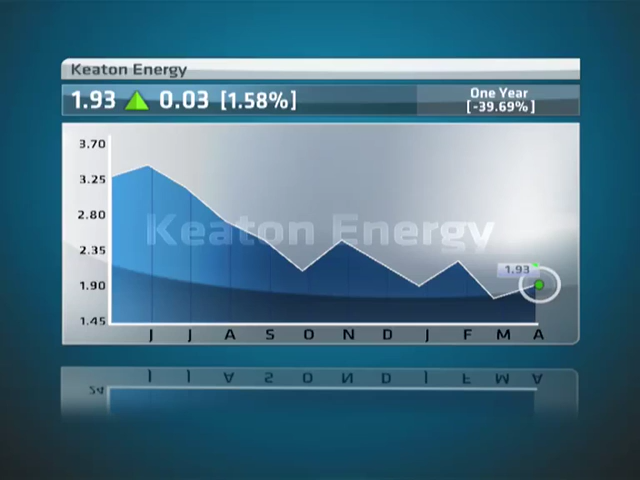 Keaton Energy
1.93 0.03 [1.58%]
One Year
[-39.69%]
3.70
3.25
2.80
2.35
1.90
1.45
Keaton Energy
1.93
J J A S O N D J F M A
J J A S O N D J F M A
24